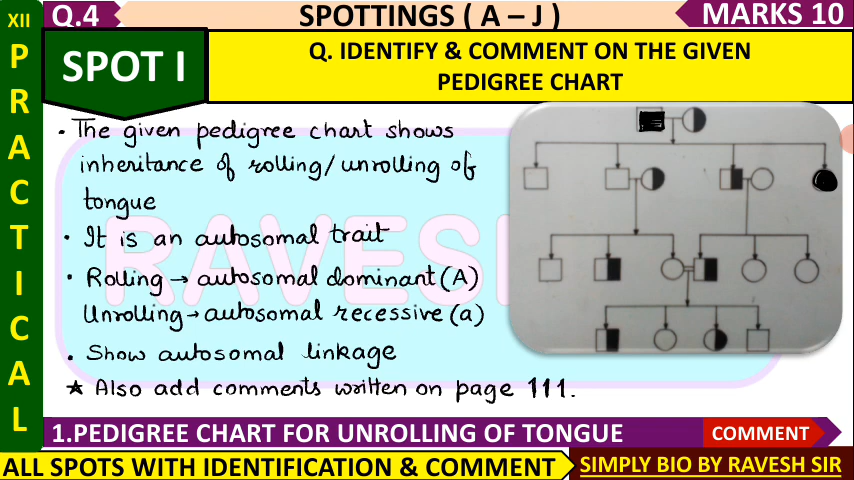 XII
PRACTICAL
Q.4
SPOTTINGS ( A – J )
MARKS 10
SPOT I
Q. IDENTIFY & COMMENT ON THE GIVEN
PEDIGREE CHART
• The given pedigree chart shows
inheritance of rolling/unrolling of
tongue
• It is an autosomal trait
• Rolling → autosomal dominant (A)
Unrolling → autosomal recessive (a)
• Show autosomal linkage
★ Also add comments written on page 111.
RAVES
1.PEDIGREE CHART FOR UNROLLING OF TONGUE
COMMENT
ALL SPOTS WITH IDENTIFICATION & COMMENT
SIMPLY BIO BY RAVESH SIR